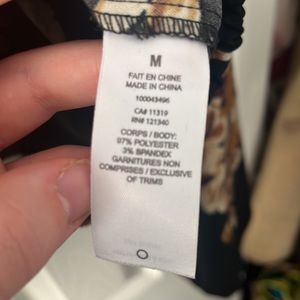 M
FAIT EN CHINE
MADE IN CHINA
100043496
CA# 11319
RN# 121340
CORPS / BODY:
97% POLYESTER
3% SPANDEX
GARNITURES NON
COMPRISES / EXCLUSIVE
OF TRIMS